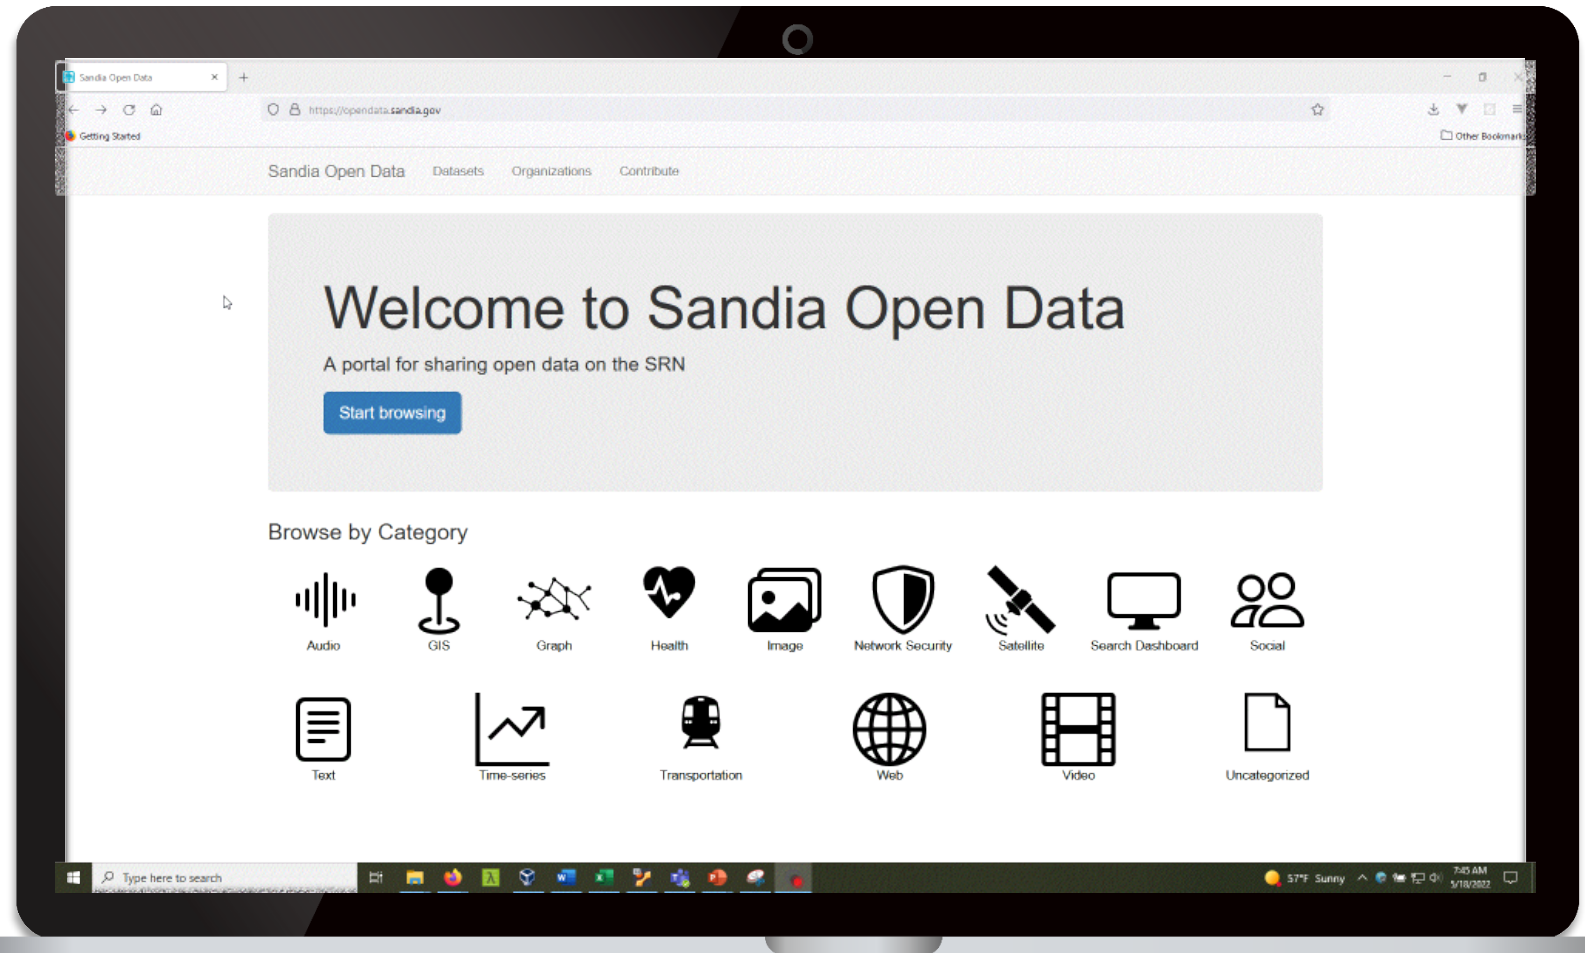 Sandia Open Data
https://opendata.sandia.gov
Getting Started
Other Bookmarks
Sandia Open Data Datasets Organizations Contribute
Welcome to Sandia Open Data
A portal for sharing open data on the SRN
Start browsing
Browse by Category
Audio GIS Graph Health Image Network Security Satellite Search Dashboard Social
Text Time-series Transportation Web Video Uncategorized
Type here to search
57°F Sunny
7:45 AM
5/18/2022